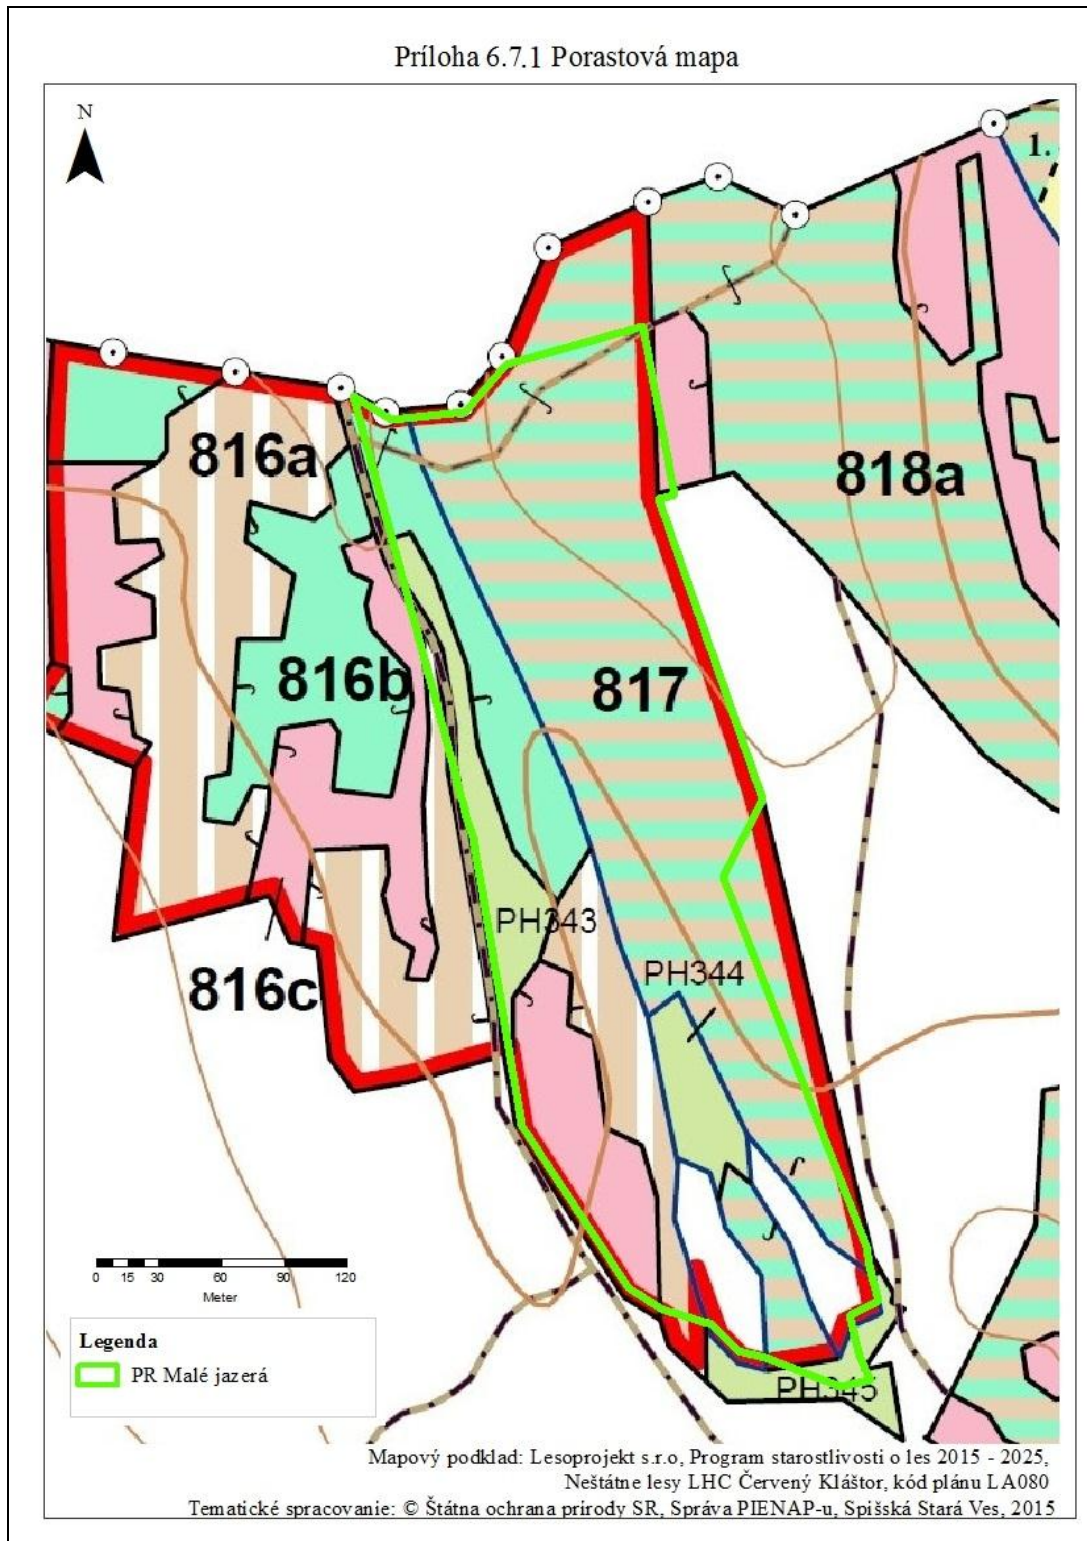 Príloha 6.7.1 Porastová mapa
N
1.
816a
818a
816b
817
PH343
PH344
816c
0 15 30 60 90 120
Meter
Legenda
PR Malé jazerá
PH345
Mapový podklad: Lesoprojekt s.r.o, Program starostlivosti o les 2015 - 2025,
Neštátne lesy LHC Červený Kláštor, kód plánu LA080
Tematické spracovanie: © Štátna ochrana prírody SR, Správa PIENAP-u, Spišská Stará Ves, 2015